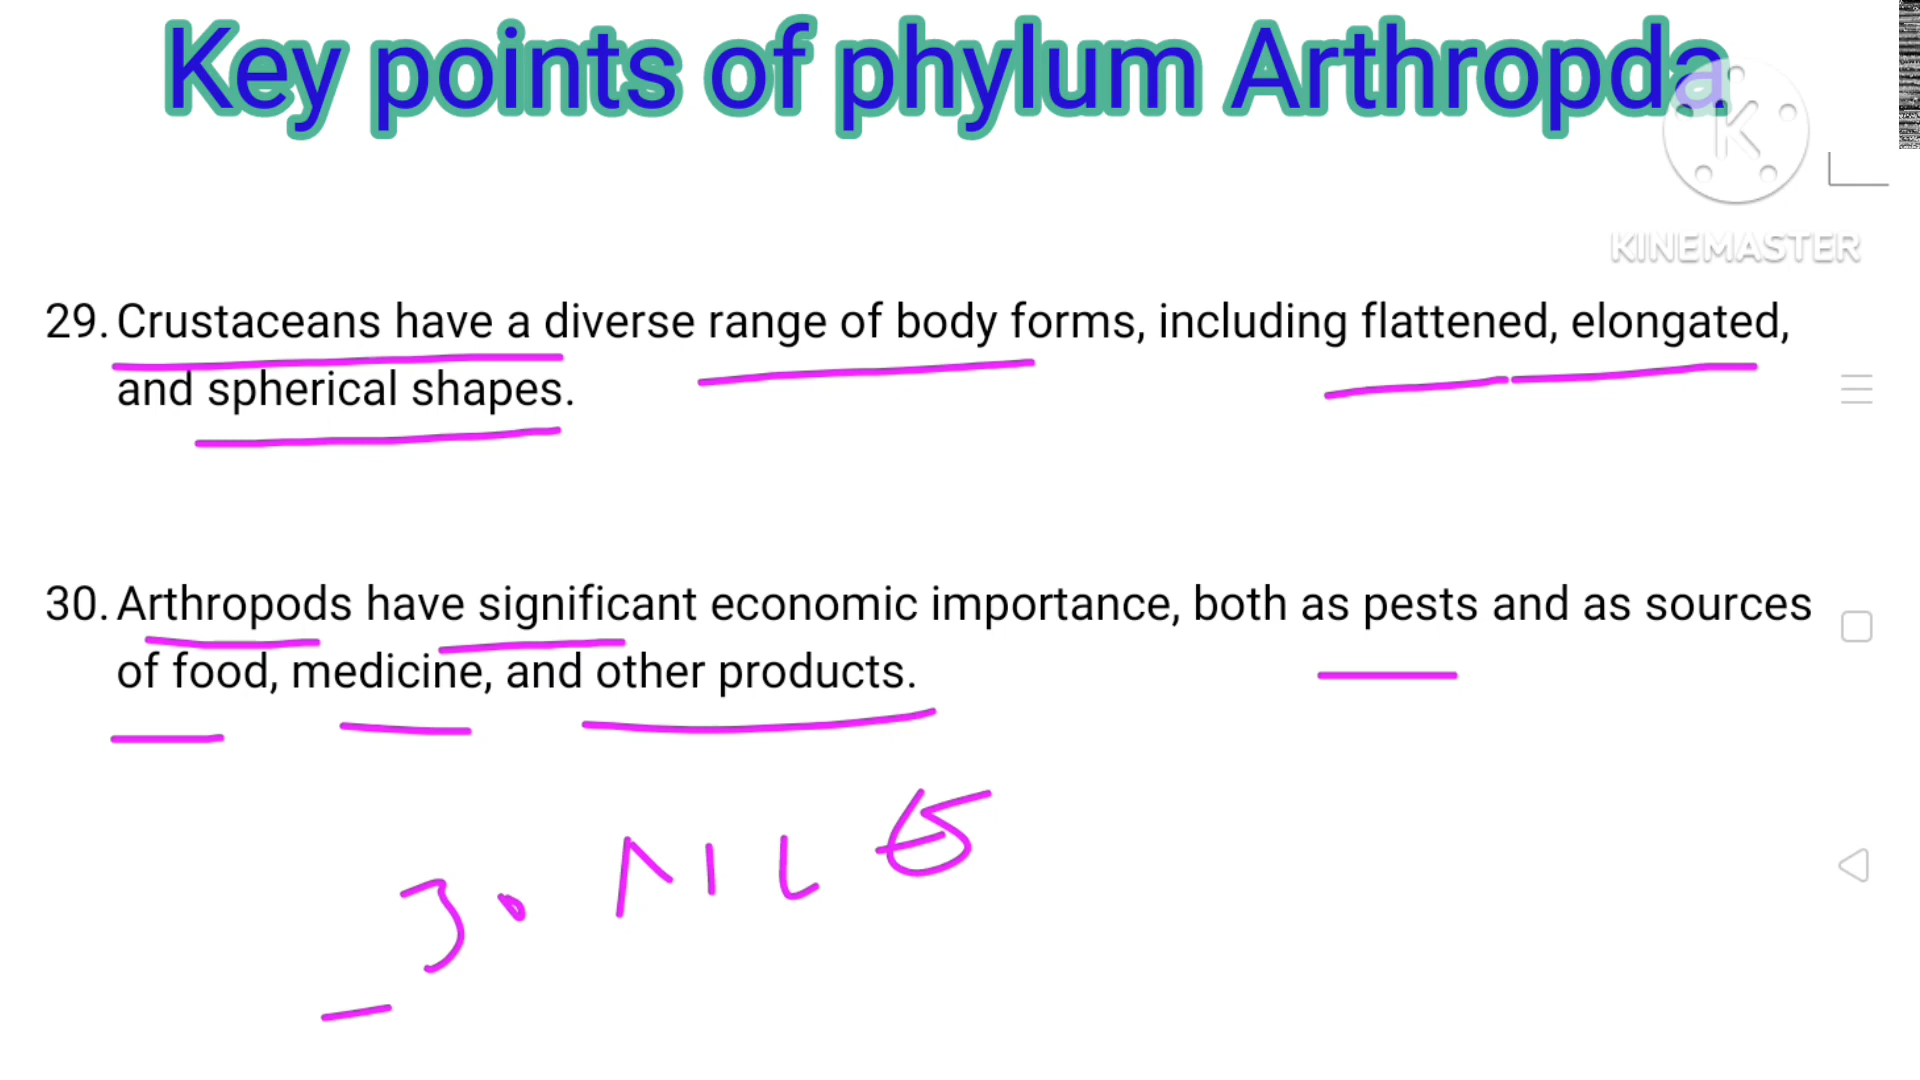 Key points of phylum Arthropda
KINEMASTER
29. Crustaceans have a diverse range of body forms, including flattened, elongated,
and spherical shapes.
30. Arthropods have significant economic importance, both as pests and as sources
of food, medicine, and other products.